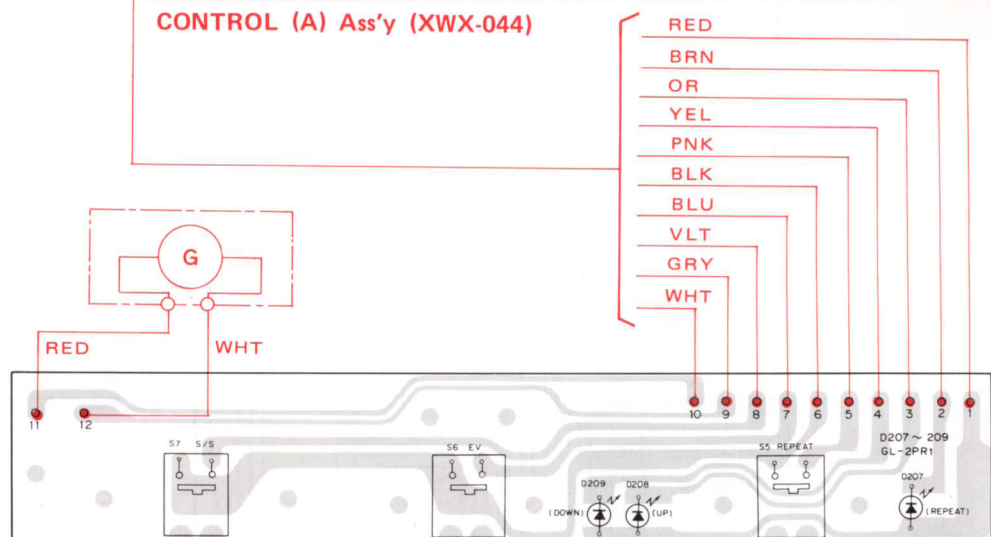 CONTROL (A) Ass'y (XWX-044)
RED
BRN
OR
YEL
PNK
BLK
BLU
VLT
GRY
WHT
G
RED
WHT
11
12
10
9
8
7
6
5
4
3
2
1
S7 S/S
S6 EV
S5 REPEAT
D207～209
GL-2PR1
D209
D208
D207
(DOWN)
(UP)
(REPEAT)